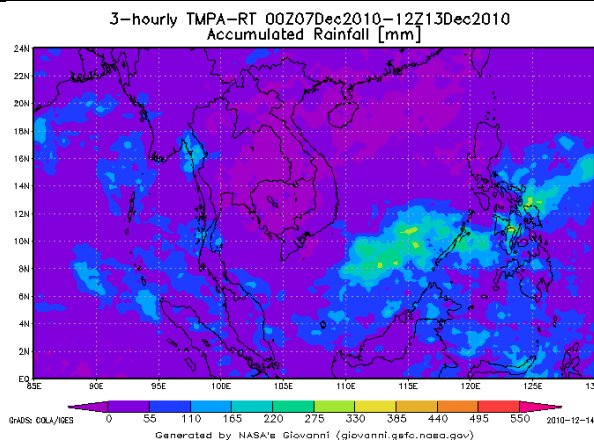 3-hourly TMPA-RT 00Z07Dec2010-12Z13Dec2010
Accumulated Rainfall [mm]
24N
22N
20N
18N
16N
14N
12N
10N
8N
6N
4N
2N
EQ
85E 90E 95E 100E 105E 110E 115E 120E 125E
0 55 110 165 220 275 330 385 440 495 550
GrADS: COLA/IGES
2010-12-14
Generated by NASA's Giovanni (giovanni.gsfc.nasa.gov)